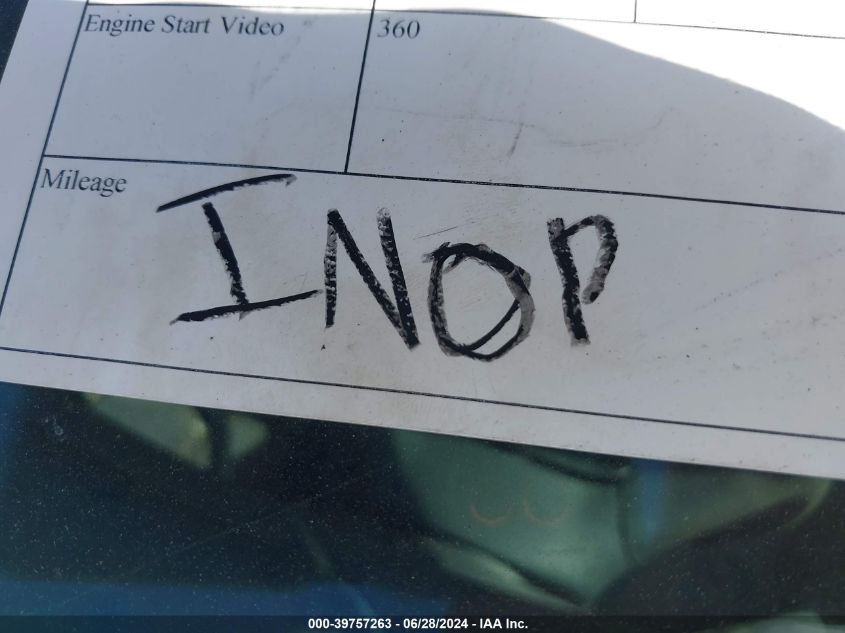 Engine Start Video
360
Mileage
INOP
000-39757263 - 06/28/2024 - IAA Inc.